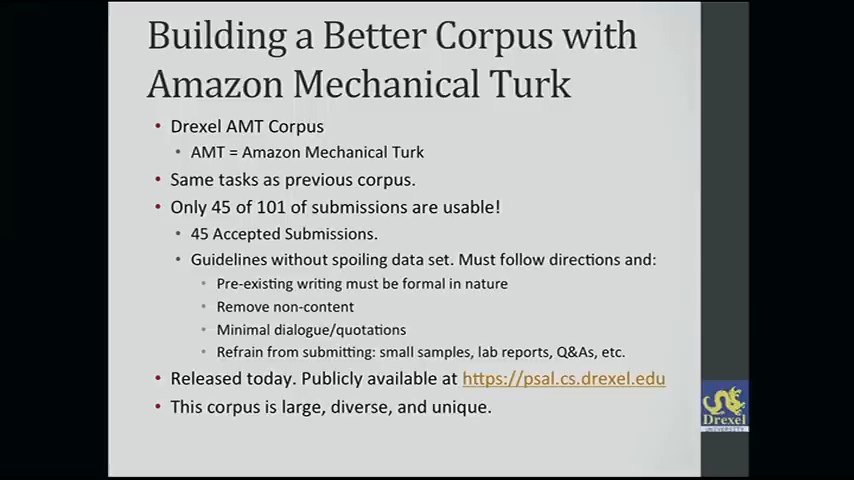 Building a Better Corpus with
Amazon Mechanical Turk
• Drexel AMT Corpus
• AMT = Amazon Mechanical Turk
• Same tasks as previous corpus.
• Only 45 of 101 of submissions are usable!
• 45 Accepted Submissions.
• Guidelines without spoiling data set. Must follow directions and:
• Pre-existing writing must be formal in nature
• Remove non-content
• Minimal dialogue/quotations
• Refrain from submitting: small samples, lab reports, Q&As, etc.
• Released today. Publicly available at https://psal.cs.drexel.edu
• This corpus is large, diverse, and unique.
Drexel
UNIVERSITY